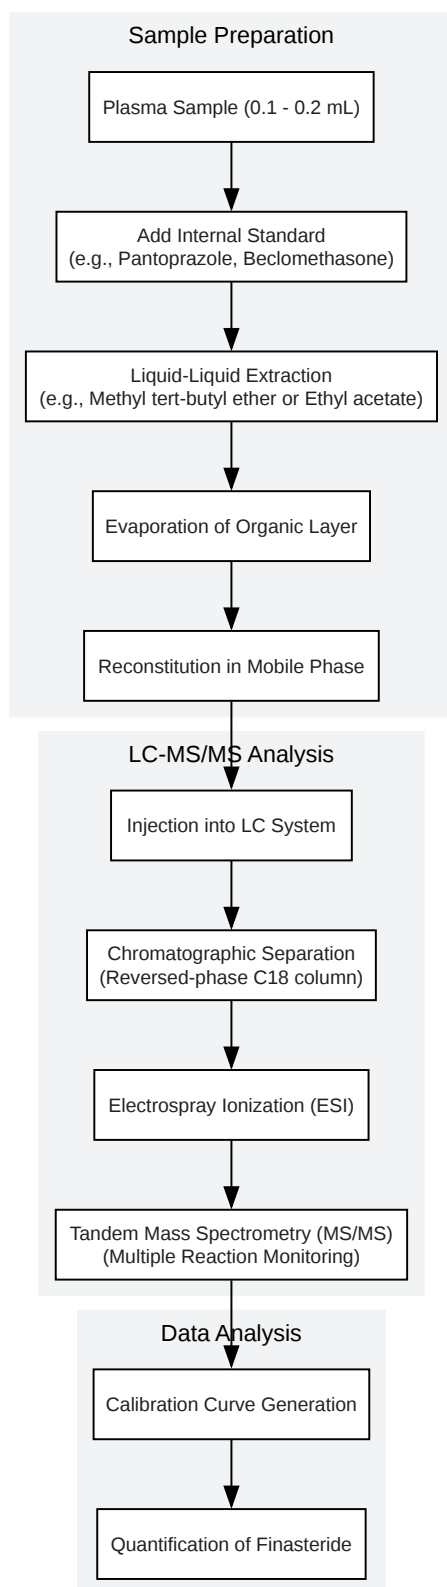 Sample Preparation
Plasma Sample (0.1 - 0.2 mL)
Add Internal Standard
(e.g., Pantoprazole, Beclomethasone)
Liquid-Liquid Extraction
(e.g., Methyl tert-butyl ether or Ethyl acetate)
Evaporation of Organic Layer
Reconstitution in Mobile Phase
LC-MS/MS Analysis
Injection into LC System
Chromatographic Separation
(Reversed-phase C18 column)
Electrospray Ionization (ESI)
Tandem Mass Spectrometry (MS/MS)
(Multiple Reaction Monitoring)
Data Analysis
Calibration Curve Generation
Quantification of Finasteride